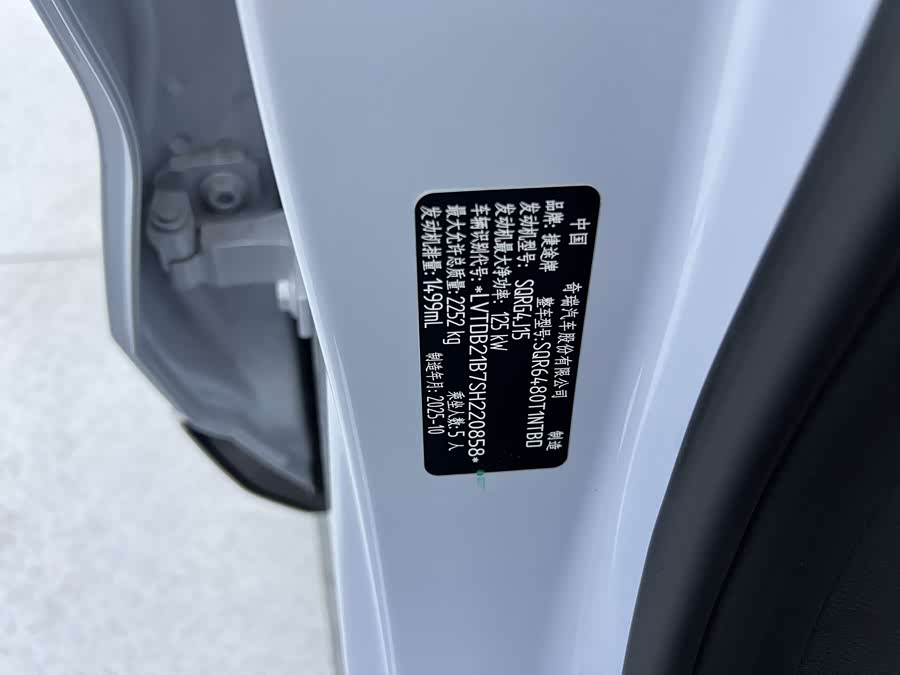 中国 奇瑞汽车股份有限公司 制造
品牌: 捷途牌 整车型号:SQR6480T1NTBD
发动机型号: SQRG4J15
发动机最大净功率: 125 kW
车辆识别代号:*LVTDB21B7SH220858*
最大允许总质量:2252 kg 乘坐人数:5 人
发动机排量:1499mL 制造年月:2025-10